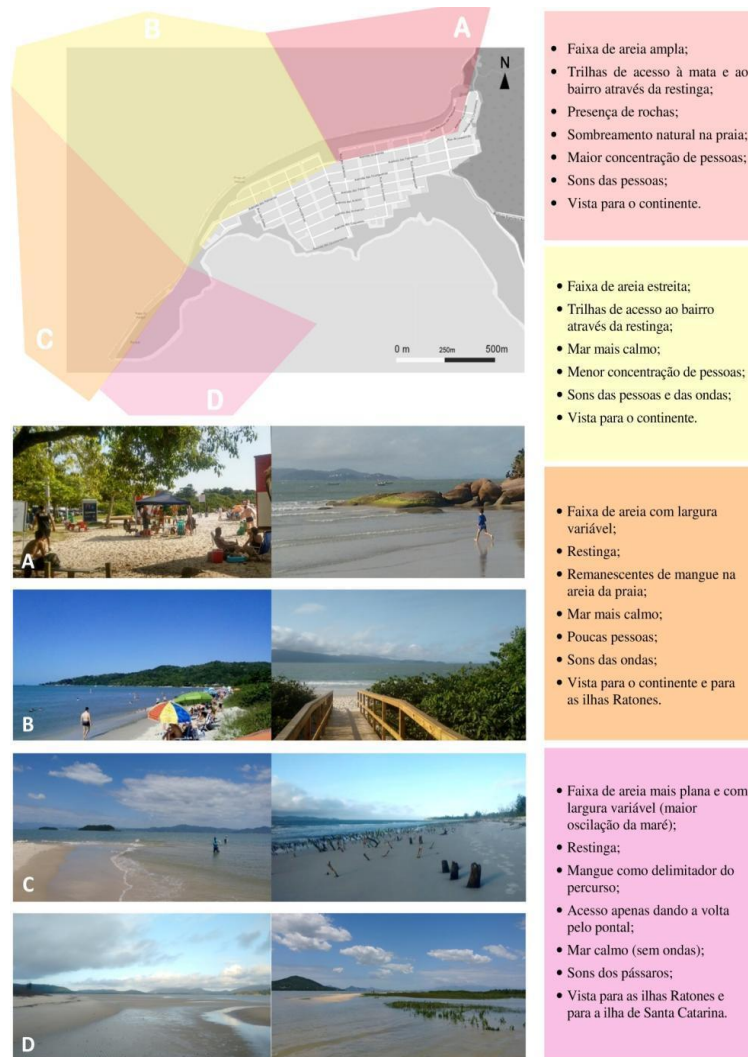 B
A
N
C
0 m
250m
500m
D
• Faixa de areia ampla;
• Trilhas de acesso à mata e ao
bairro através da restinga;
• Presença de rochas;
• Sombreamento natural na praia;
• Maior concentração de pessoas;
• Sons das pessoas;
• Vista para o continente.
• Faixa de areia estreita;
• Trilhas de acesso ao bairro
através da restinga;
• Mar mais calmo;
• Menor concentração de pessoas;
• Sons das pessoas e das ondas;
• Vista para o continente.
• Faixa de areia com largura
variável;
• Restinga;
• Remanescentes de mangue na
areia da praia;
• Mar mais calmo;
• Poucas pessoas;
• Sons das ondas;
• Vista para o continente e para
as ilhas Ratones.
• Faixa de areia mais plana e com
largura variável (maior
oscilação da maré);
• Restinga;
• Mangue como delimitador do
percurso;
• Acesso apenas dando a volta
pelo pontal;
• Mar calmo (sem ondas);
• Sons dos pássaros;
• Vista para as ilhas Ratones e
para a ilha de Santa Catarina.
A
B
C
D